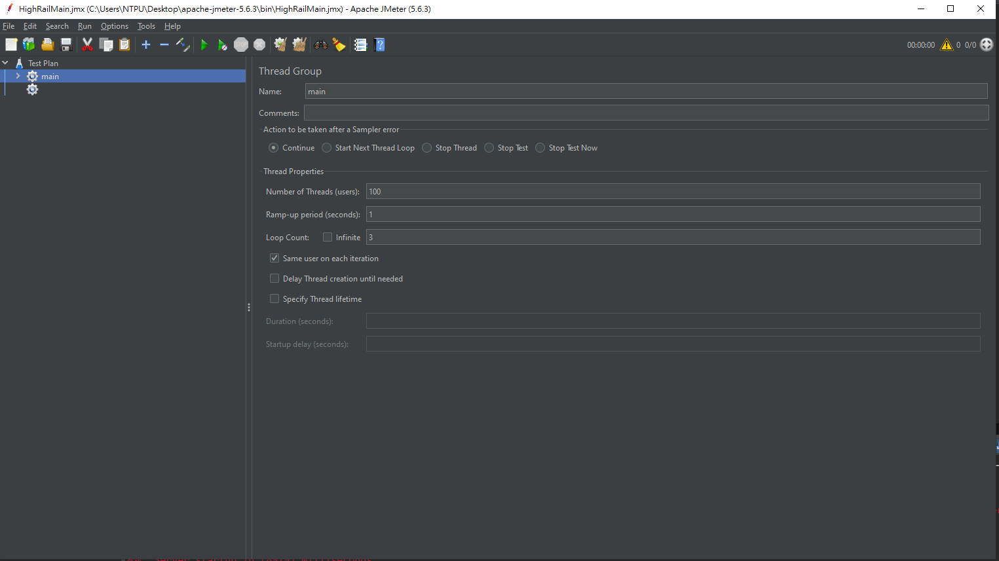 HighRailMain.jmx (C:\Users\NTPU\Desktop\apache-jmeter-5.6.3\bin\HighRailMain.jmx) - Apache JMeter (5.6.3)
File Edit Search Run Options Tools Help
STOP
00:00:00 0 0/0
Test Plan
main
Thread Group
Name: main
Comments:
Action to be taken after a Sampler error
Continue Start Next Thread Loop Stop Thread Stop Test Stop Test Now
Thread Properties
Number of Threads (users): 100
Ramp-up period (seconds): 1
Loop Count: Infinite 3
Same user on each iteration
Delay Thread creation until needed
Specify Thread lifetime
Duration (seconds):
Startup delay (seconds):